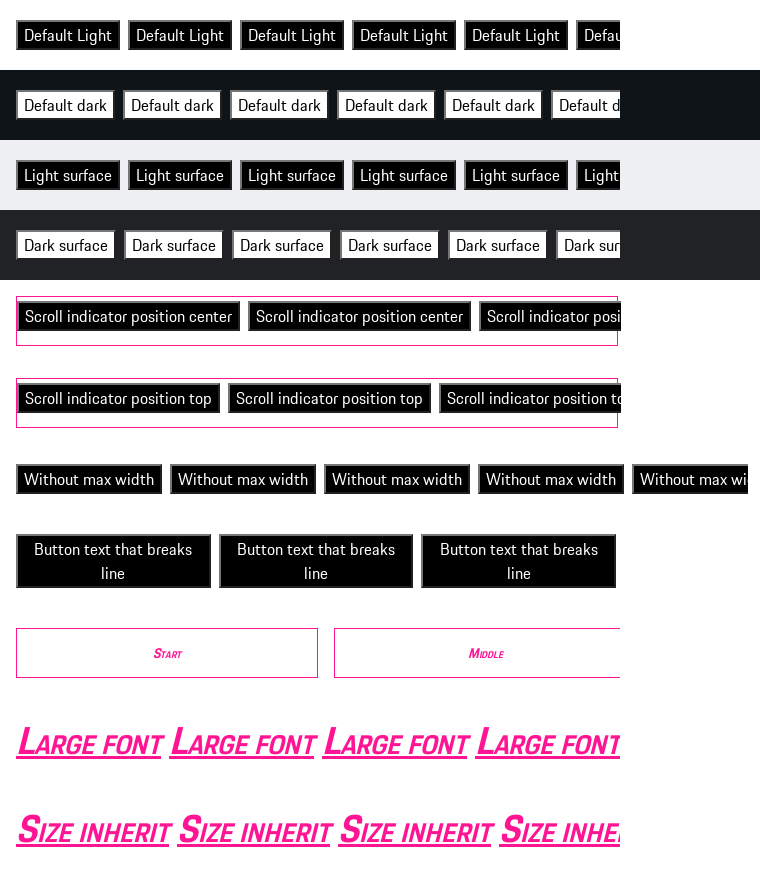 Default Light Default Light Default Light Default Light Default Light Defau
Default dark Default dark Default dark Default dark Default dark Default d
Light surface Light surface Light surface Light surface Light surface Light
Dark surface Dark surface Dark surface Dark surface Dark surface Dark sur
Scroll indicator position center Scroll indicator position center Scroll indicator posi
Scroll indicator position top Scroll indicator position top Scroll indicator position to
Without max width Without max width Without max width Without max width Without max wi
Button text that breaks Button text that breaks Button text that breaks
line line line
Start Middle
Large font Large font Large font Large font
Size inherit Size inherit Size inherit Size inhe